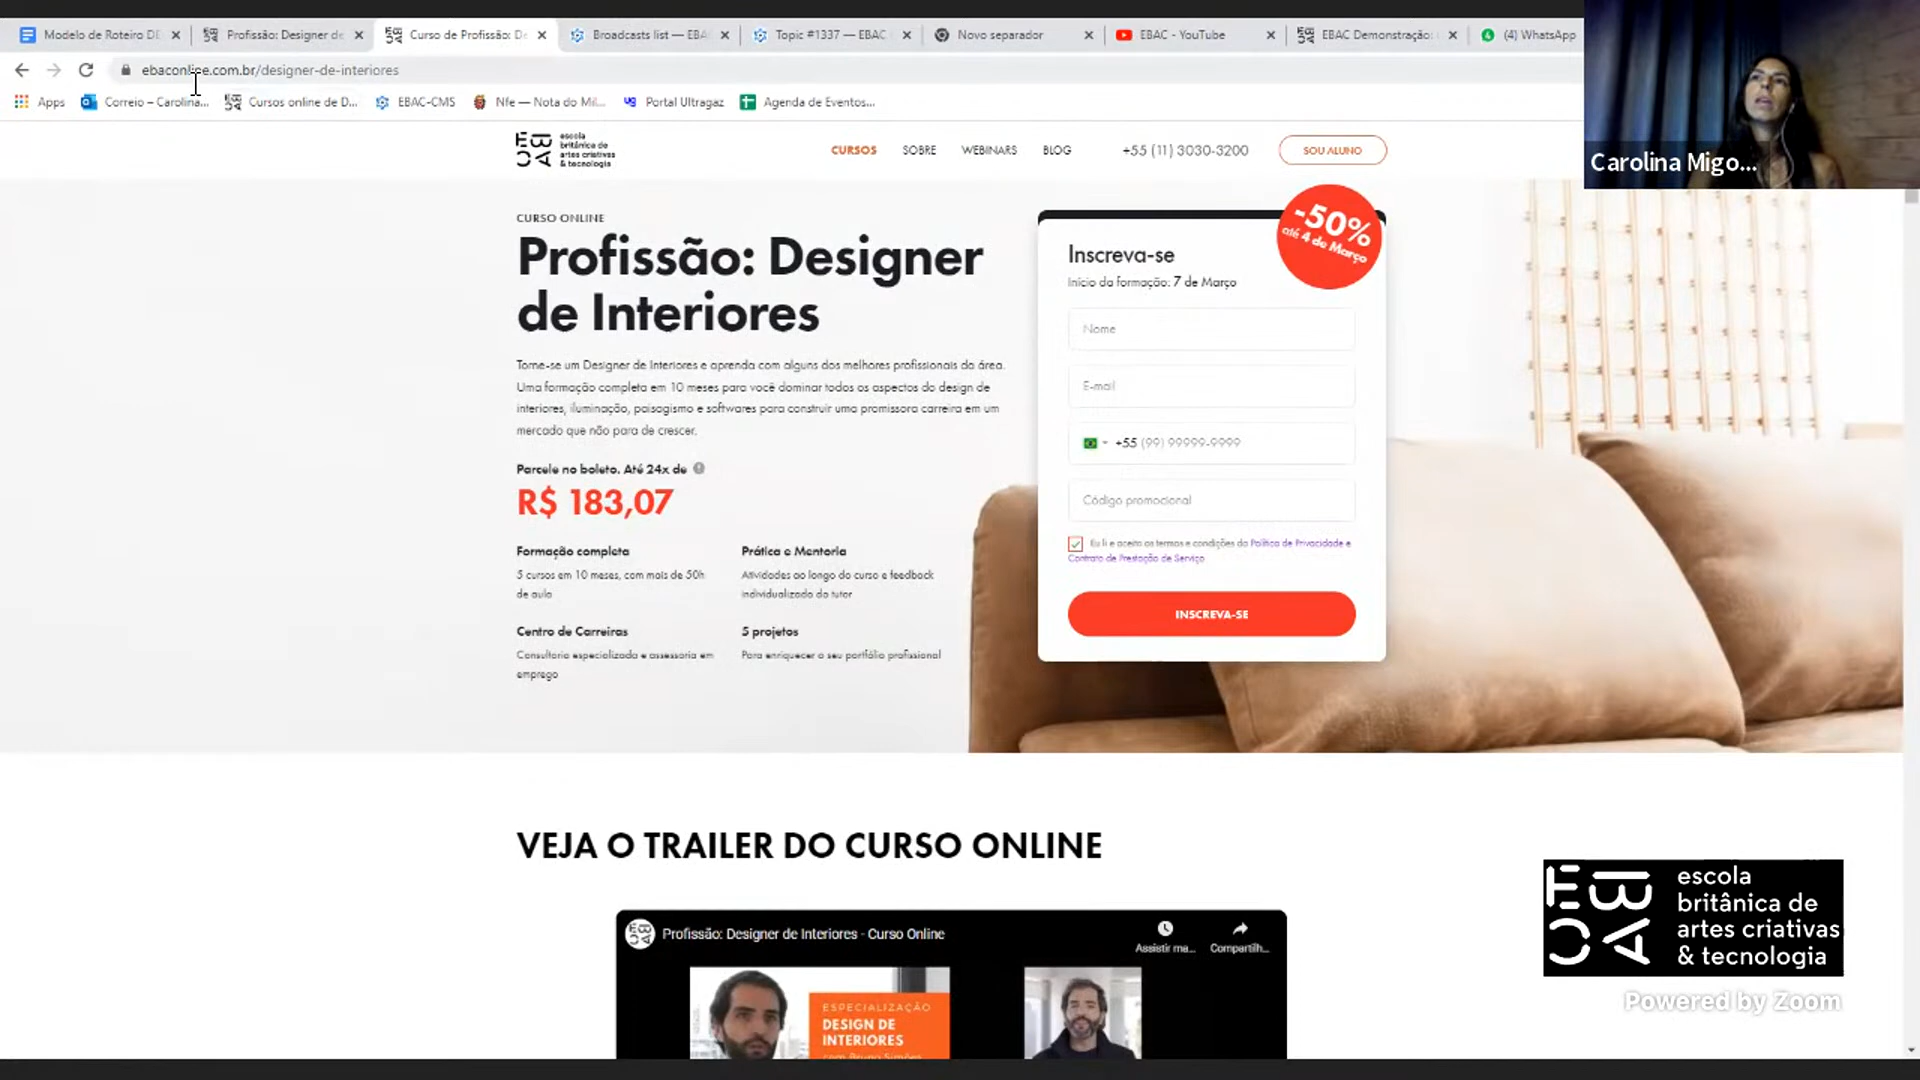 Modelo de Roteiro DE
Profissão: Designer de
Curso de Profissão: De
Broadcasts list — EBA
Topic #1337 — EBAC
Novo separador
EBAC - YouTube
EBAC Demonstração:
(4) WhatsApp
ebaconline.com.br/designer-de-interiores
Apps
Correio – Carolina...
Cursos online de D...
EBAC-CMS
Nfe — Nota do Mil...
Portal Ultragaz
Agenda de Eventos...
Carolina Migo...
escola
britânica de
artes criativas
& tecnologia
CURSOS
SOBRE
WEBINARS
BLOG
+55 (11) 3030-3200
SOU ALUNO
CURSO ONLINE
Profissão: Designer
de Interiores
Torne-se um Designer de Interiores e aprenda com alguns dos melhores profissionais da área.
Uma formação completa em 10 meses para você dominar todos os aspectos do design de
interiores, iluminação, paisagismo e softwares para construir uma promissora carreira em um
mercado que não para de crescer.
Parcele no boleto. Até 24x de
R$ 183,07
Formação completa
5 cursos em 10 meses, com mais de 50h
de aula
Prática e Mentoria
Atividades ao longo do curso e feedback
individualizado do tutor
Centro de Carreiras
Consultoria especializada e assessoria em
emprego
5 projetos
Para enriquecer o seu portfólio profissional
-50%
até 4 de Março
Inscreva-se
Início da formação: 7 de Março
Nome
E-mail
+55 (99) 99999-9999
Código promocional
Eu li e aceito os termos e condições da Política de Privacidade e
Contrato de Prestação de Serviço
INSCREVA-SE
VEJA O TRAILER DO CURSO ONLINE
Profissão: Designer de Interiores - Curso Online
Assistir ma...
Compartilh...
ESPECIALIZAÇÃO
DESIGN DE
INTERIORES
com Bruno Simões
escola
britânica de
artes criativas
& tecnologia
Powered by Zoom